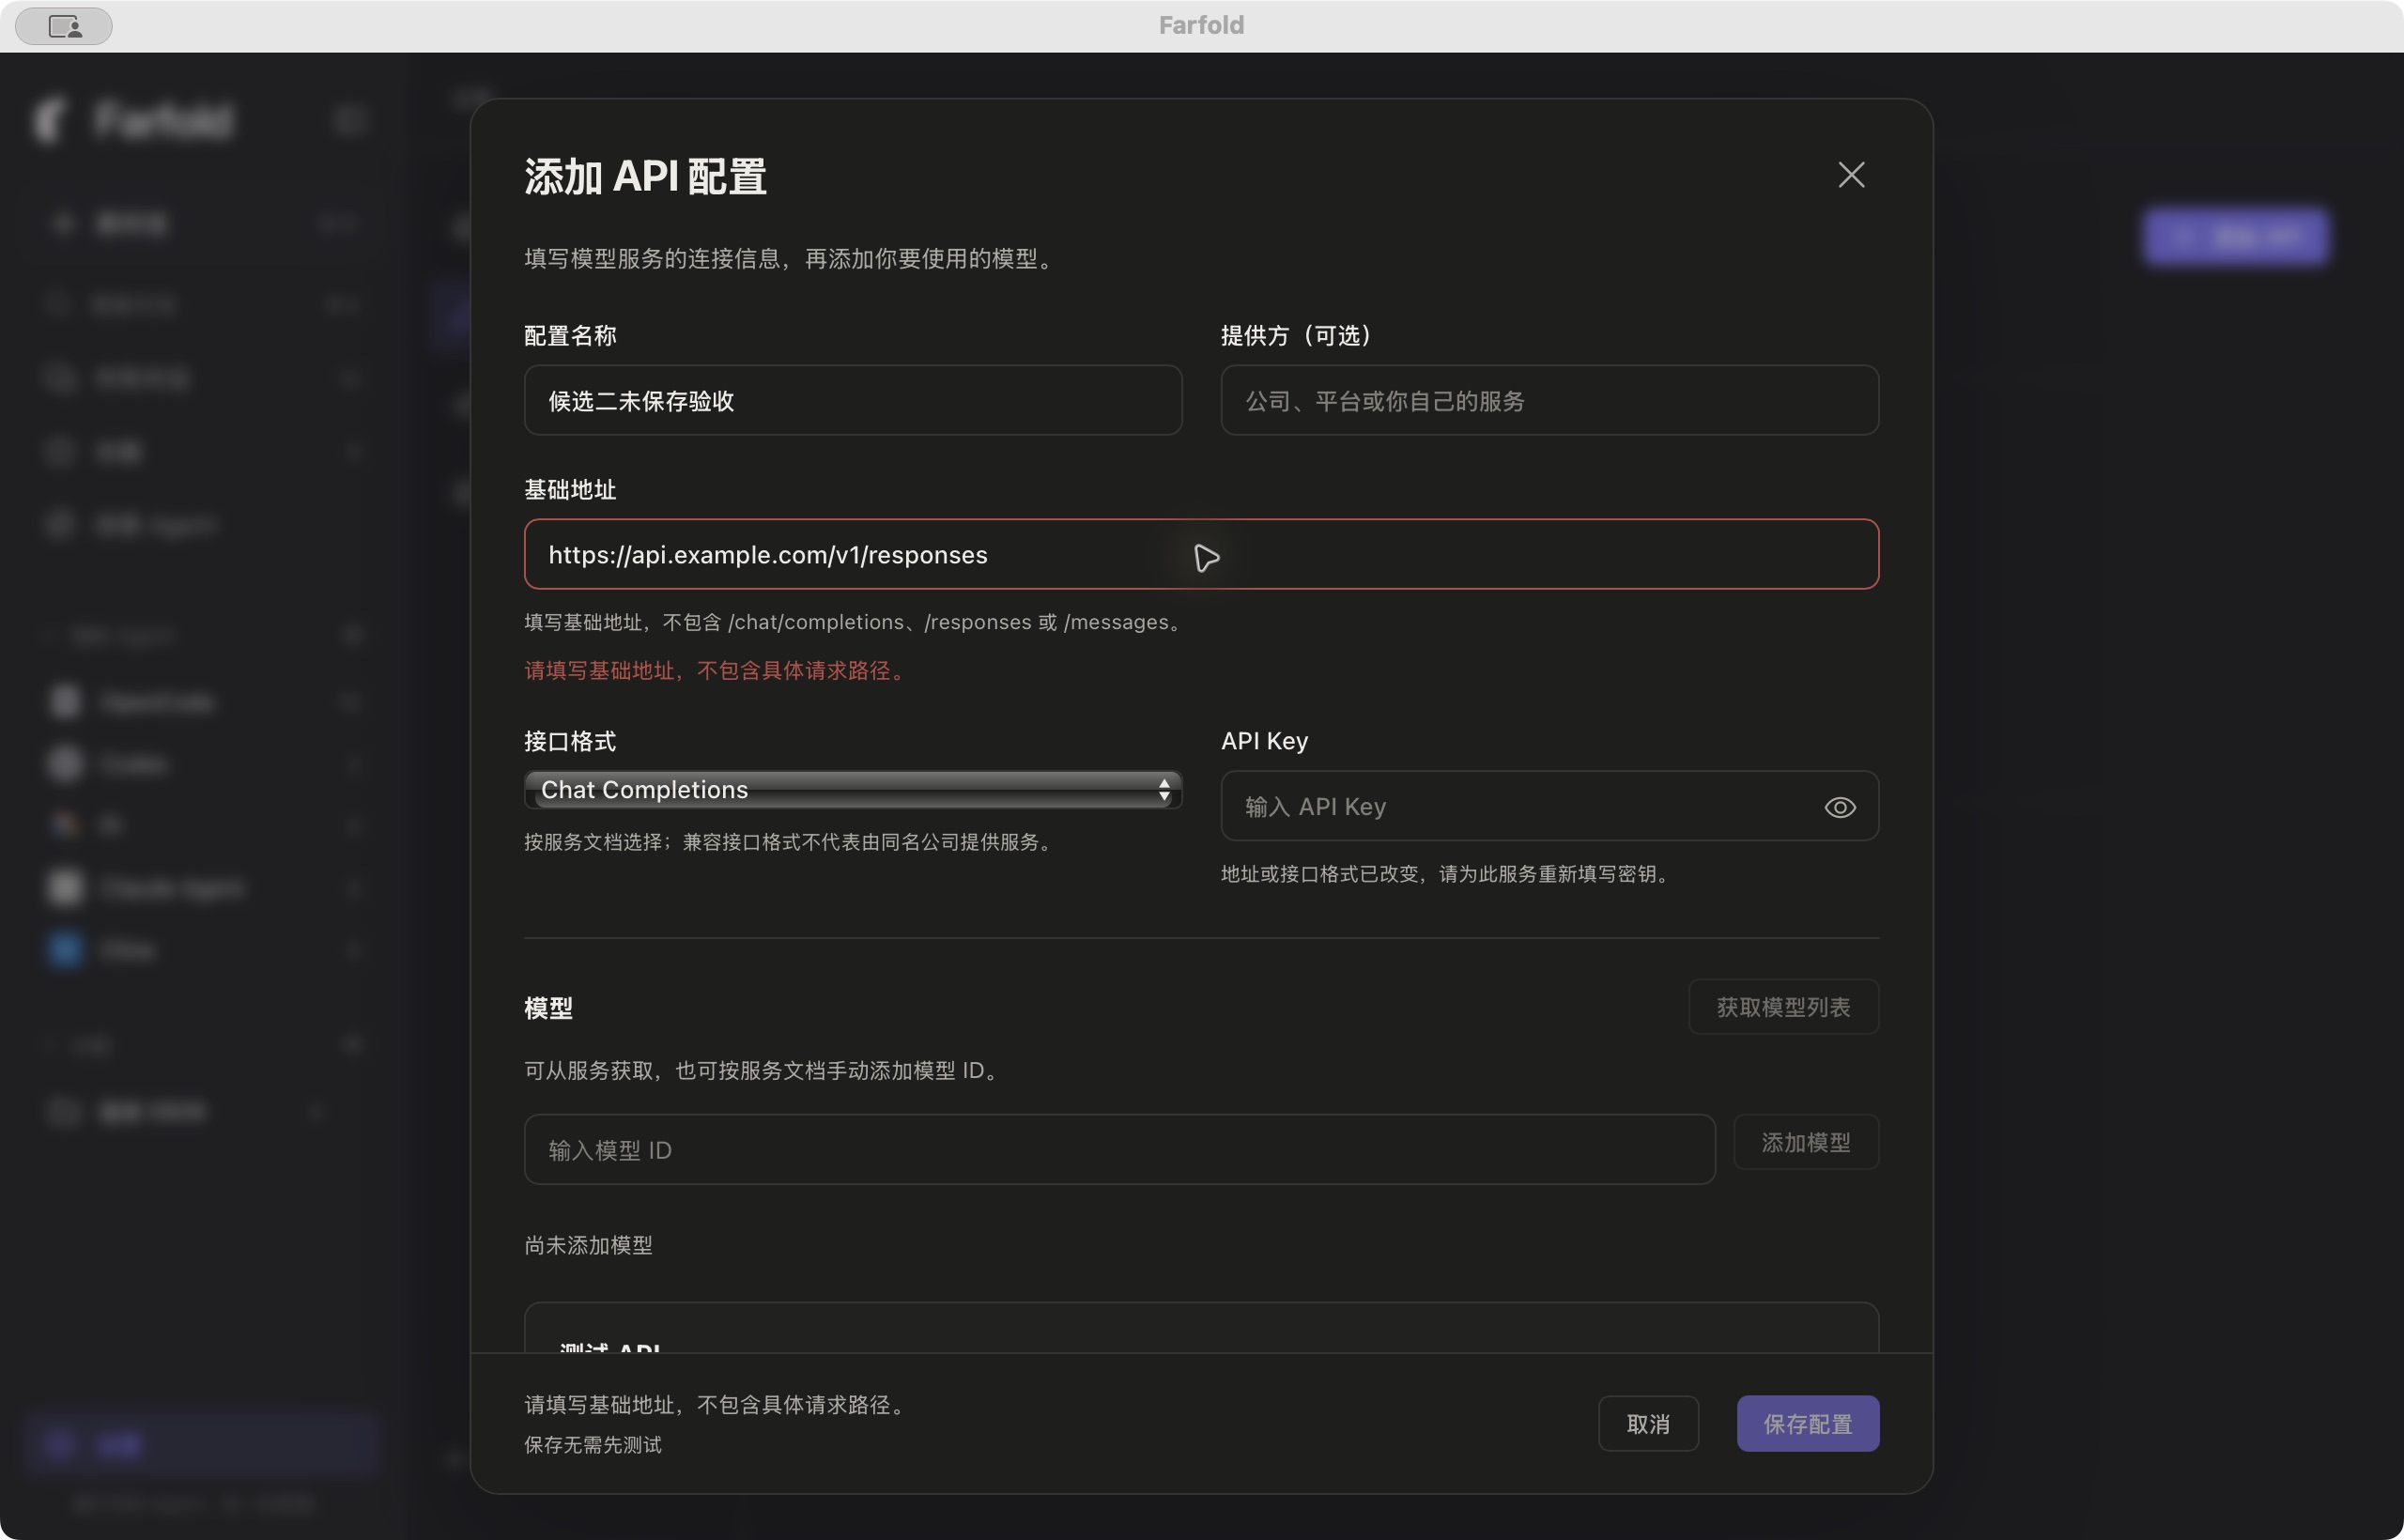 Farfold
Farfold
添加 API 配置
填写模型服务的连接信息，再添加你要使用的模型。
配置名称
提供方（可选）
候选二未保存验收
公司、平台或你自己的服务
基础地址
https://api.example.com/v1/responses
填写基础地址，不包含 /chat/completions、/responses 或 /messages。
请填写基础地址，不包含具体请求路径。
接口格式
API Key
Chat Completions
输入 API Key
按服务文档选择；兼容接口格式不代表由同名公司提供服务。
地址或接口格式已改变，请为此服务重新填写密钥。
模型
获取模型列表
可从服务获取，也可按服务文档手动添加模型 ID。
输入模型 ID
添加模型
尚未添加模型
测试 API
请填写基础地址，不包含具体请求路径。
保存无需先测试
取消
保存配置
OpenCode
Claude Agent